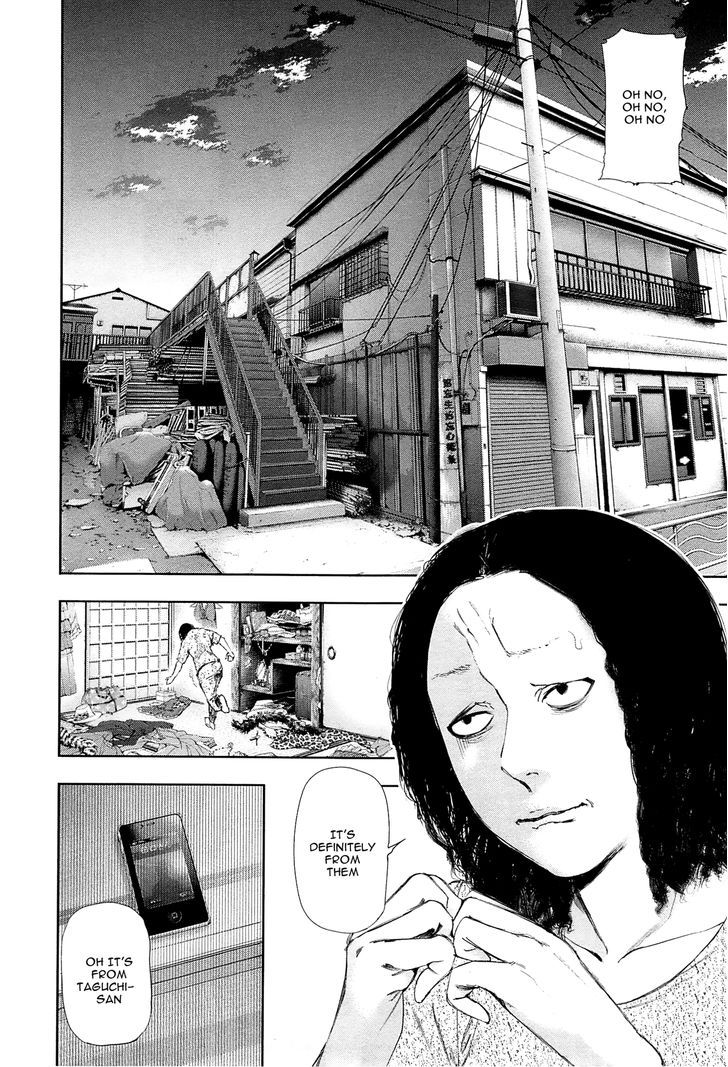 OH NO,
OH NO,
OH NO
IT'S
DEFINITELY
FROM
THEM
OH IT'S
FROM
TAGUCHI-
SAN